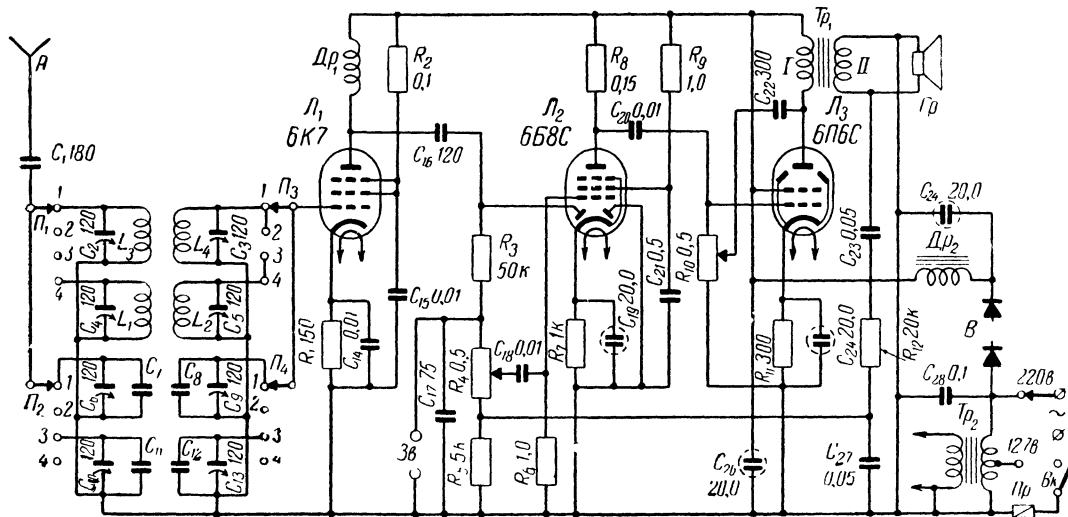 A
C₁ 180
П₁
1
2
3
4
C₂ 120
L₃
L₄
C₃ 120
1
П₃
2
3
4
C₄ 120
L₁
L₂
C₅ 120
П₂
1
2
3
4
C₆ 120
C₈
C₉ 120
П₄
1
2
3
4
C₁₀ 120
C₁₁
C₁₂
C₁₃ 120
Др₁
R₂
0,1
Л₁
6К7
C₁₆ 120
R₁ 150
C₁₄ 0,01
C₁₅ 0,01
R₃
50к
C₁₇ 75
R₄ 0,5
C₁₈ 0,01
Зв
R₅ 5к
R₆ 1,0
R₈
0,15
R₉
1,0
Л₂
6Б8С
C₂₀ 0,01
R₇ 1к
C₁₉ 20,0
C₂₁ 0,5
R₁₀ 0,5
C₂₂ 300
Тр₁
I
II
Гр
Л₃
6П6С
R₁₁ 300
C₂₄ 20,0
C₂₃ 0,05
R₁₂ 20к
C₂₆
20,0
C₂₇
0,05
C₂₄ 20,0
Др₂
В
C₂₈ 0,1
220в
Тр₂
127в
Пр
Вк